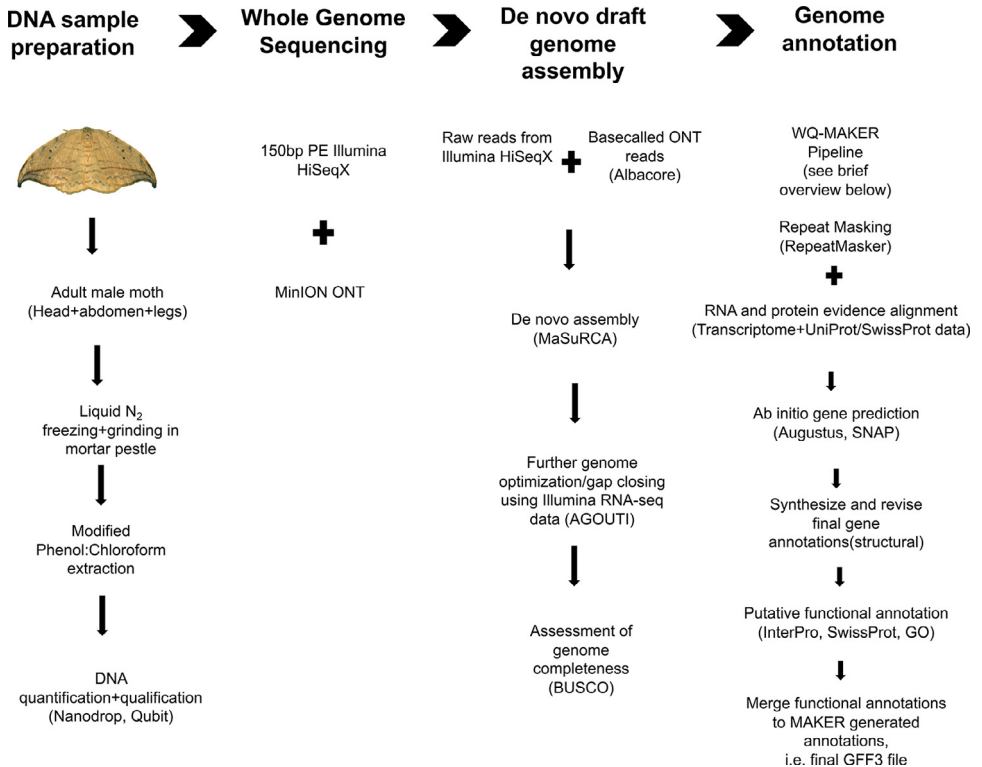 DNA sample
preparation
Whole Genome
Sequencing
De novo draft
genome
assembly
Genome
annotation
Adult male moth
(Head+abdomen+legs)
Liquid N₂
freezing+grinding in
mortar pestle
Modified
Phenol:Chloroform
extraction
DNA
quantification+qualification
(Nanodrop, Qubit)
150bp PE Illumina
HiSeqX
MinION ONT
Raw reads from
Illumina HiSeqX
Basecalled ONT
reads
(Albacore)
De novo assembly
(MaSuRCA)
Further genome
optimization/gap closing
using Illumina RNA-seq
data (AGOUTI)
Assessment of
genome
completeness
(BUSCO)
WQ-MAKER
Pipeline
(see brief
overview below)
Repeat Masking
(RepeatMasker)
RNA and protein evidence alignment
(Transcriptome+UniProt/SwissProt data)
Ab initio gene prediction
(Augustus, SNAP)
Synthesize and revise
final gene
annotations(structural)
Putative functional annotation
(InterPro, SwissProt, GO)
Merge functional annotations
to MAKER generated
annotations,
i.e. final GFF3 file